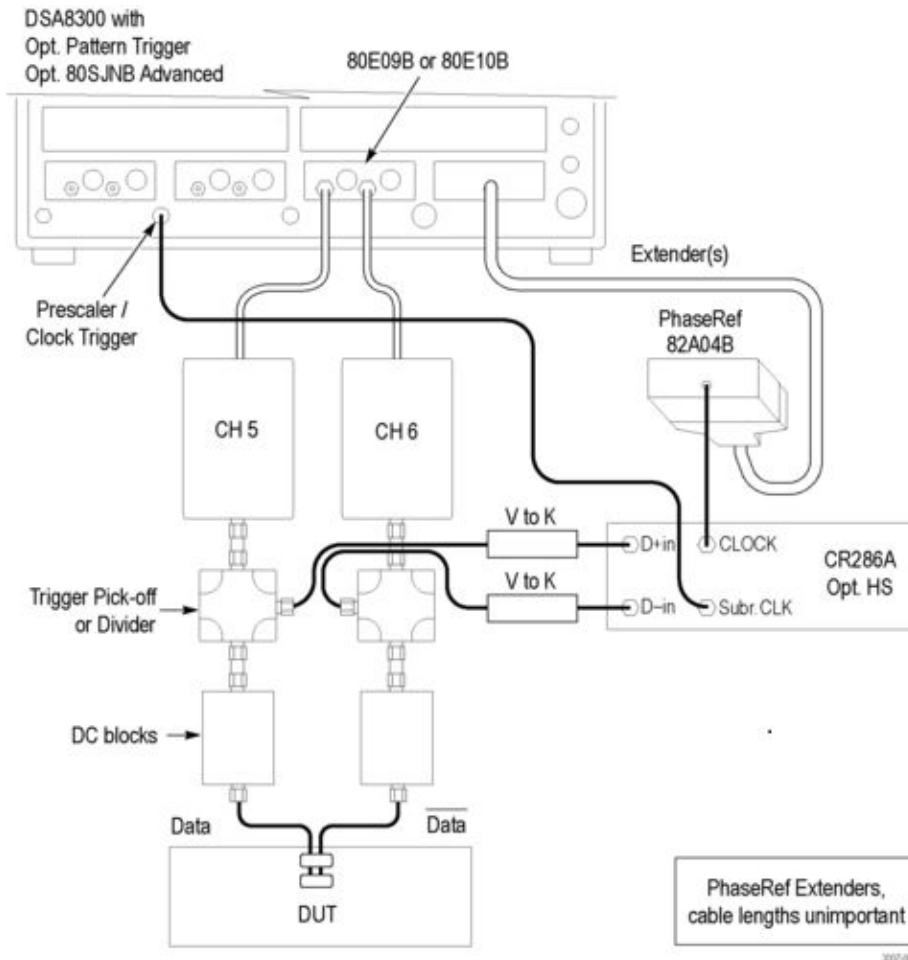 DSA8300 with
Opt. Pattern Trigger
Opt. 80SJNB Advanced
80E09B or 80E10B
Extender(s)
Prescaler /
Clock Trigger
PhaseRef
82A04B
CH 5
CH 6
V to K
D+in
CLOCK
CR286A
Opt. HS
V to K
D–in
Subr. CLK
Trigger Pick-off
or Divider
DC blocks
Data
Data
DUT
PhaseRef Extenders,
cable lengths unimportant